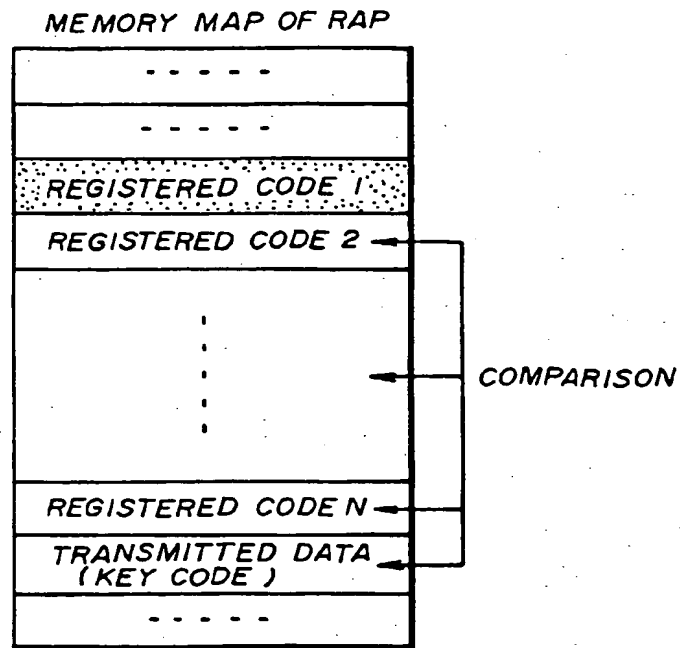 MEMORY MAP OF RAP
- - - - -
- - - - -
REGISTERED CODE 1
REGISTERED CODE 2
COMPARISON
REGISTERED CODE N
TRANSMITTED DATA
(KEY CODE)
- - - - -